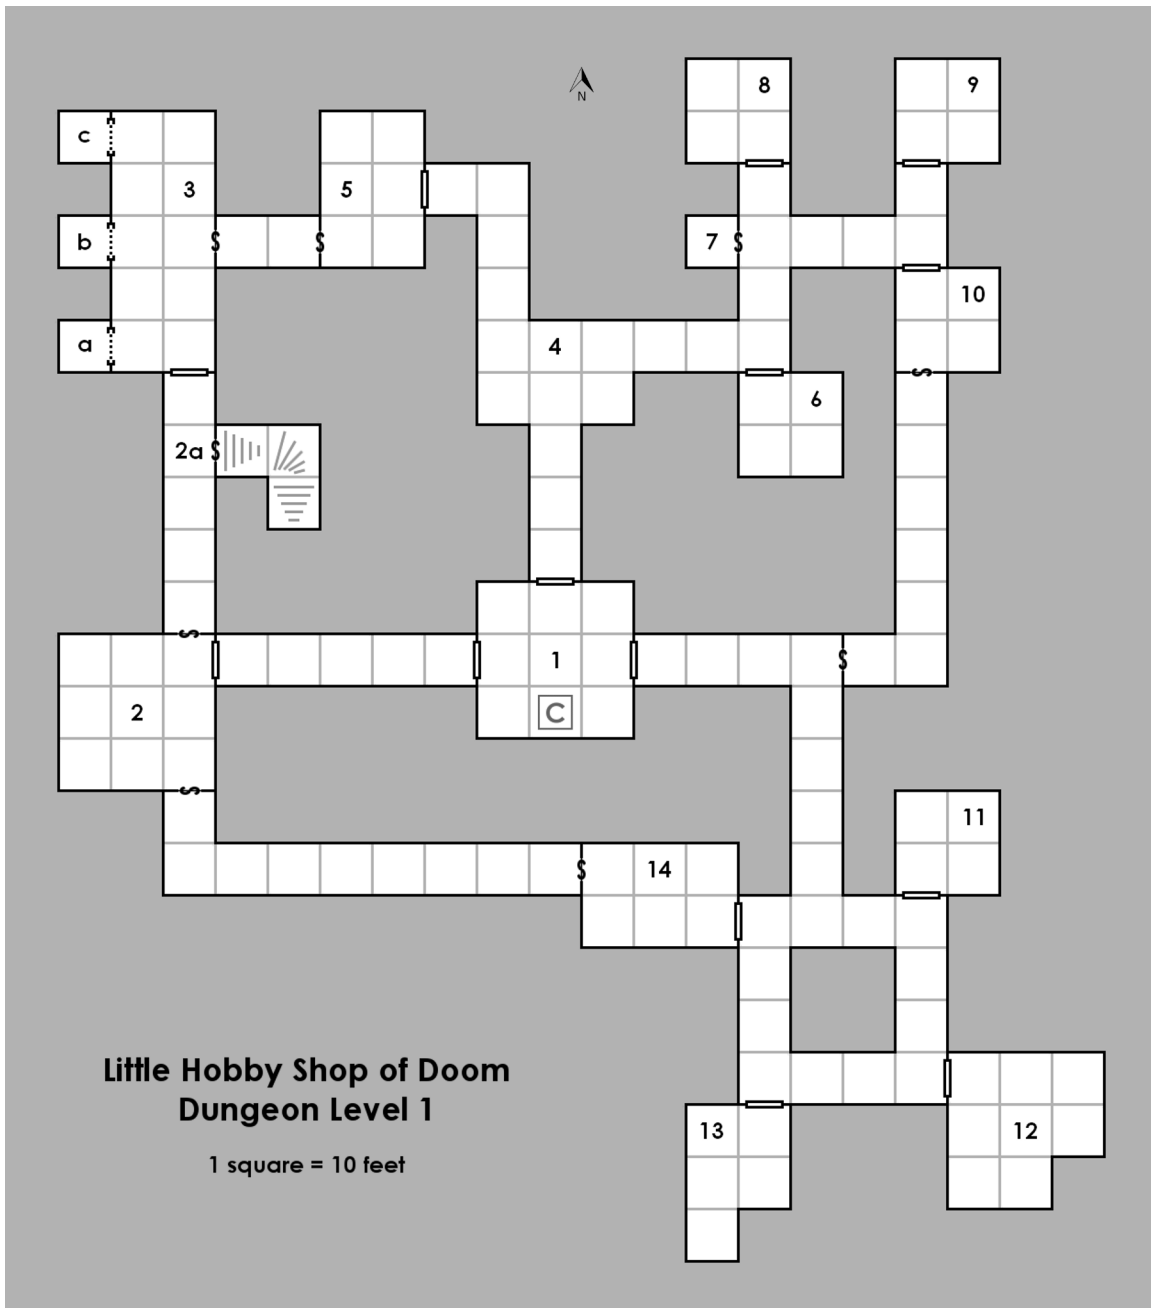 8
9
c
N
3
5
b
7 S
S
S
10
a
4
S
6
2a S
S
1
S
2
C
S
11
S
14
Little Hobby Shop of Doom
Dungeon Level 1
13
12
1 square = 10 feet